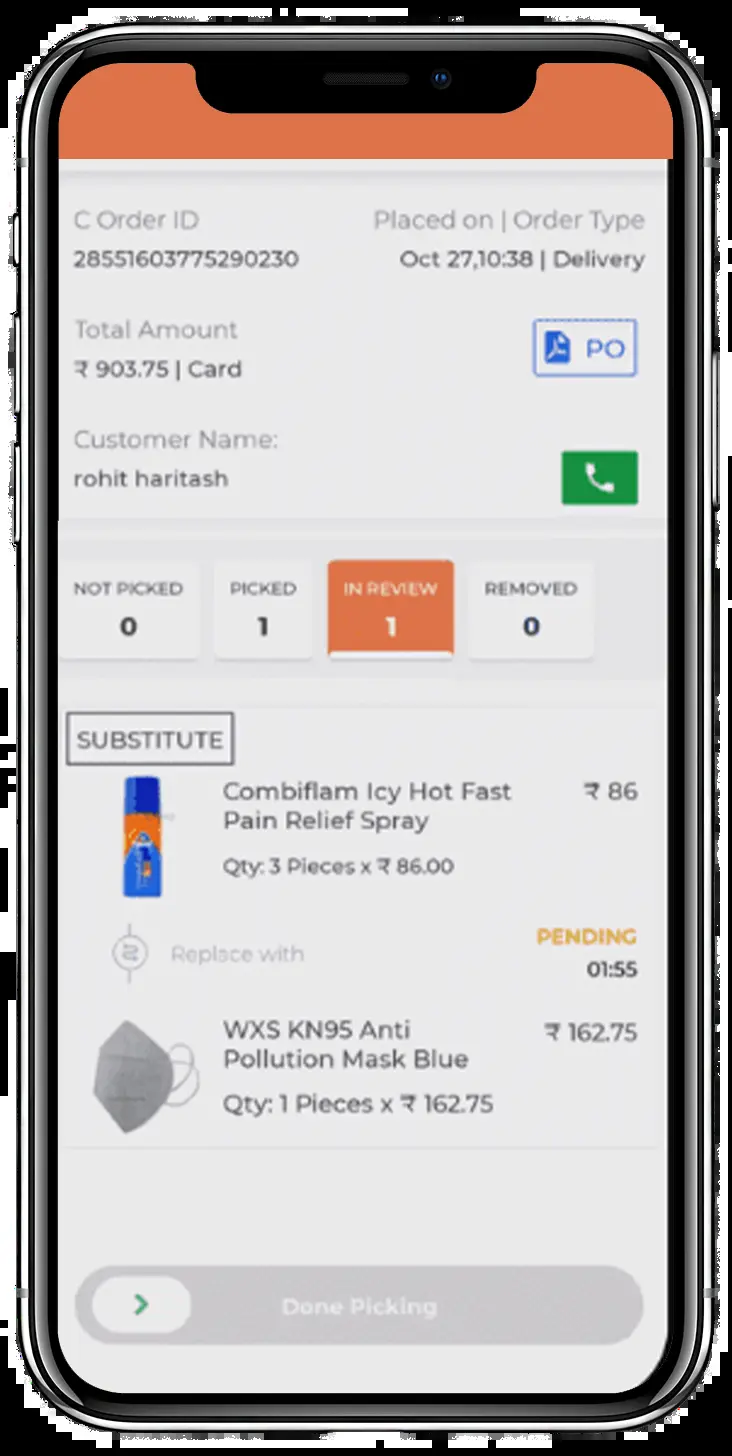 C Order ID
Placed on | Order Type
28551603775290230
Oct 27,10:38 | Delivery
Total Amount
₹ 903.75 | Card
PO
Customer Name:
rohit haritash
NOT PICKED
PICKED
IN REVIEW
REMOVED
0
1
1
0
SUBSTITUTE
Combiflam Icy Hot Fast
₹ 86
Pain Relief Spray
Qty: 3 Pieces x ₹ 86.00
PENDING
Replace with
01:55
WXS KN95 Anti
₹ 162.75
Pollution Mask Blue
Qty: 1 Pieces x ₹ 162.75
Done Picking